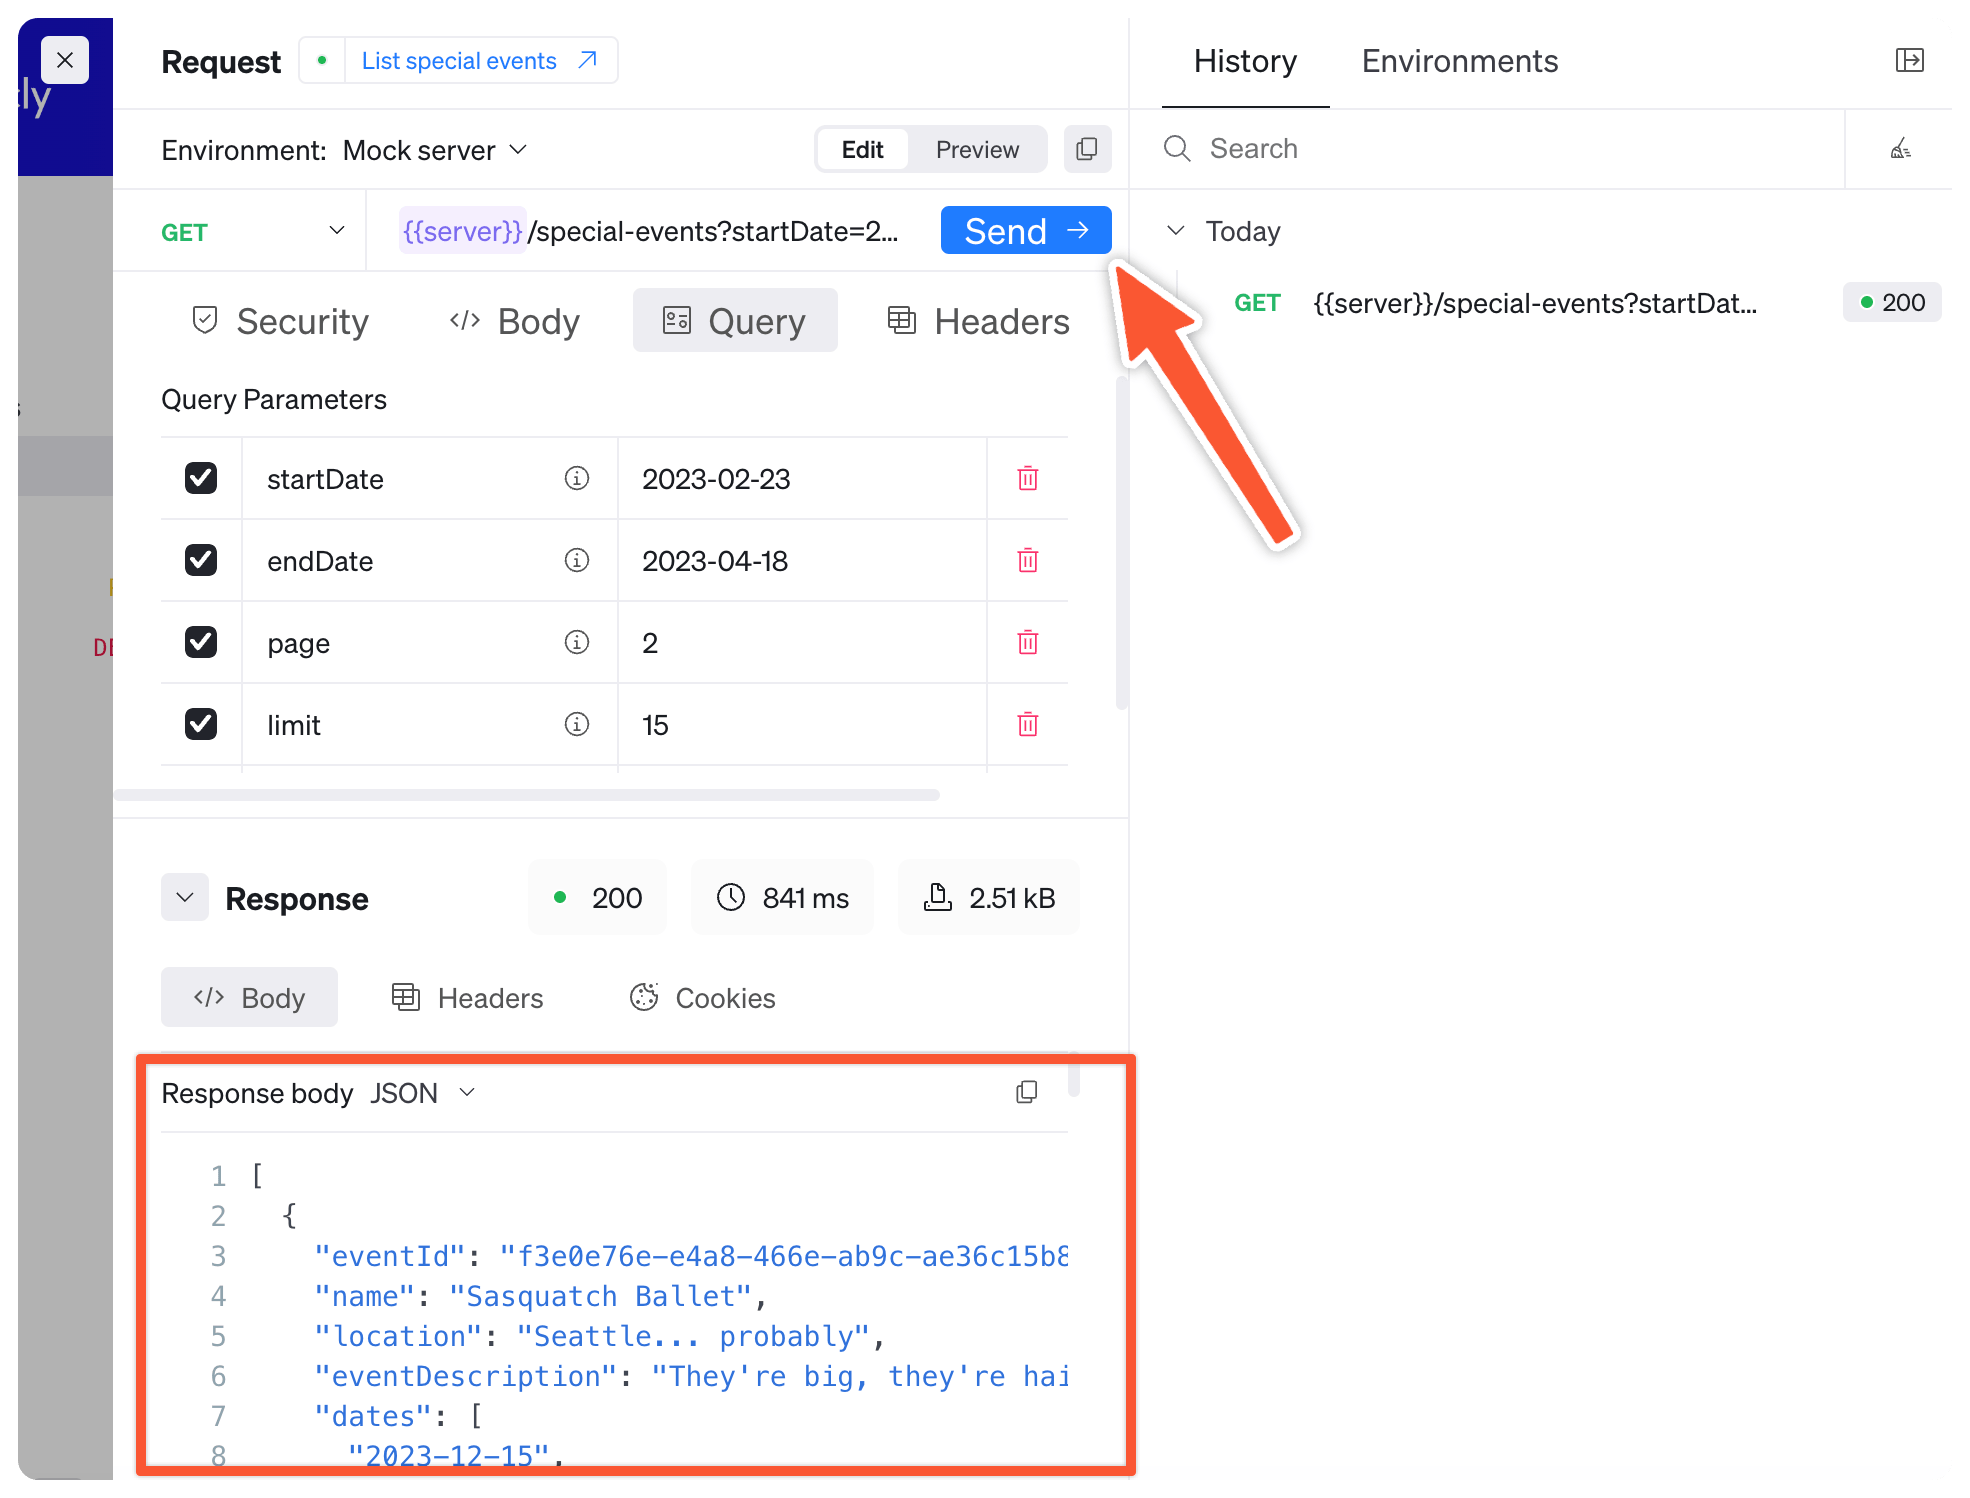 ly
Request
List special events
History
Environments
Environment: Mock server
Edit
Preview
Search
GET
{{server}}/special-events?startDate=2...
Send
Today
GET {{server}}/special-events?startDat... 200
Security
Body
Query
Headers
Query Parameters
startDate 2023-02-23
endDate 2023-04-18
page 2
limit 15
DE
Response
200
841 ms
2.51 kB
Body
Headers
Cookies
Response body JSON
1 [
2 {
3 "eventId": "f3e0e76e-e4a8-466e-ab9c-ae36c15b8
4 "name": "Sasquatch Ballet",
5 "location": "Seattle... probably",
6 "eventDescription": "They're big, they're hai
7 "dates": [
8 "2023-12-15",